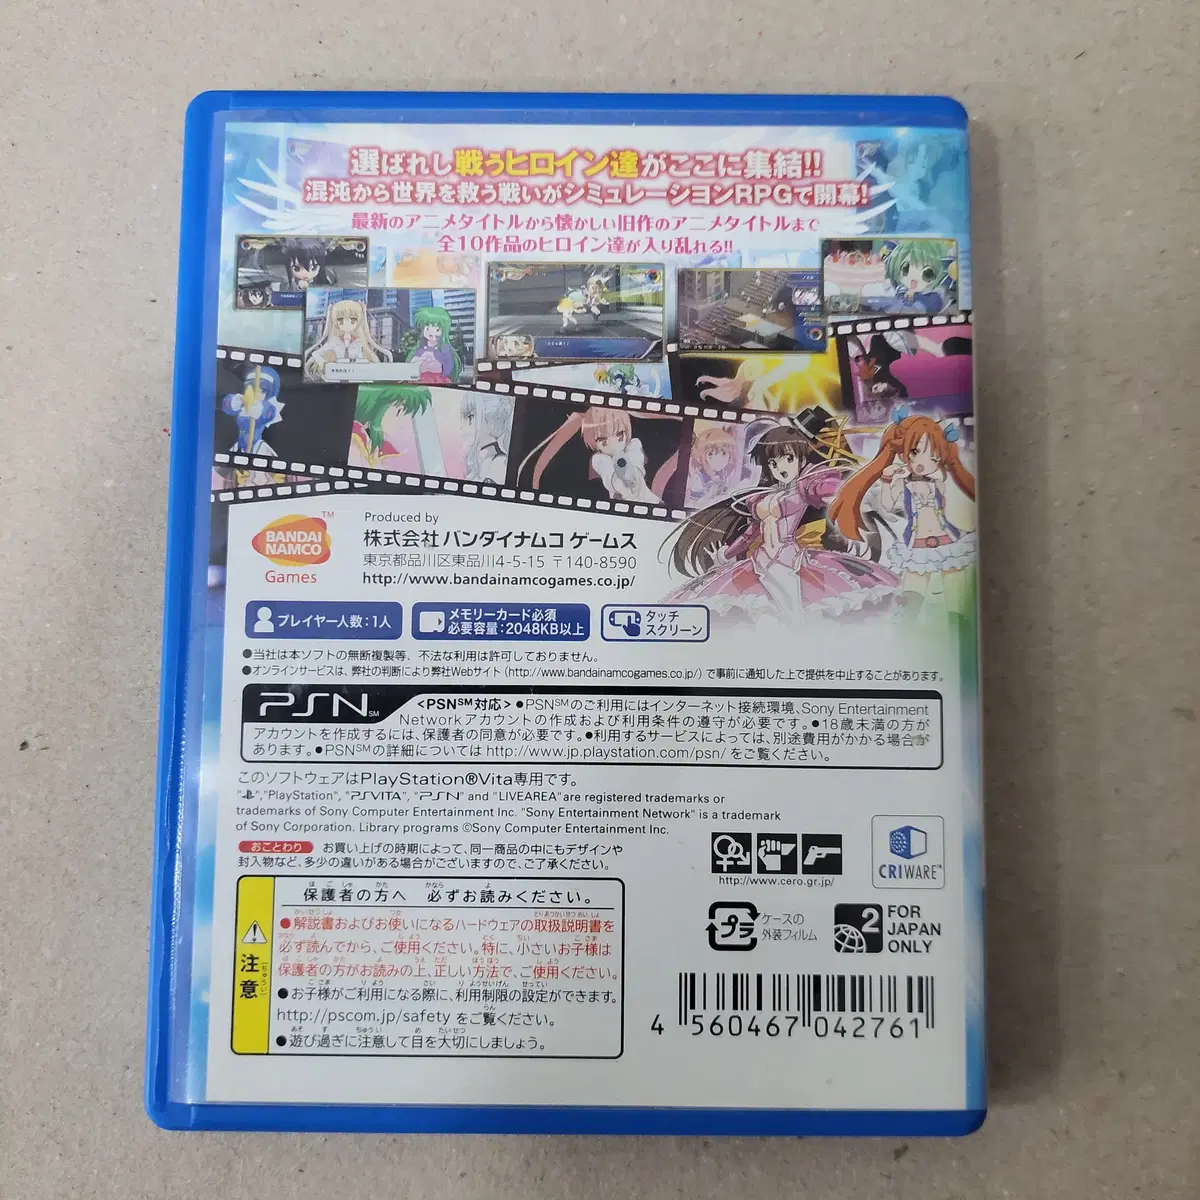 選ばれし戦うヒロイン達がここに集結!!
混沌から世界を救う戦いがシミュレーションRPGで開幕!
最新のアニメタイトルから懐かしい旧作のアニメタイトルまで
全10作品のヒロイン達が入り乱れる!!
BANDAI
NAMCO
Games
TM
Produced by
株式会社 バンダイナムコ ゲームス
東京都品川区東品川4-5-15 〒140-8590
http://www.bandainamcogames.co.jp/
プレイヤー人数:1人
メモリーカード必須
必要容量:2048KB以上
タッチ
スクリーン
●当社は本ソフトの無断複製等、不法な利用は許可しておりません。
●オンラインサービスは、弊社の判断により弊社Webサイト(http://www.bandainamcogames.co.jp/)で事前に通知した上で提供を中止することがあります。
PSN SM
<PSN℠対応> ●PSN℠のご利用にはインターネット接続環境、Sony Entertainment
Networkアカウントの作成および利用条件の遵守が必要です。●18歳未満の方が
アカウントを作成するには、保護者の同意が必要です。●利用するサービスによっては、別途費用がかかる場合が
あります。●PSN℠の詳細については http://www.jp.playstation.com/psn/ をご覧ください。
このソフトウェアはPlayStation®Vita専用です。
"","PlayStation", "PSVITA", "PSN" and "LIVEAREA" are registered trademarks or
trademarks of Sony Computer Entertainment Inc. "Sony Entertainment Network" is a trademark
of Sony Corporation. Library programs ©Sony Computer Entertainment Inc.
おことわり お買い上げの時期によって、同一商品の中にもデザインや
封入物など、多少の違いがある場合がございますので、ご了承ください。
http://www.cero.gr.jp/
CRIWARE™
注意
ちゅうい
保護者の方へ 必ずお読みください。
●解説書およびお使いになるハードウェアの取扱説明書を
必ず読んでから、ご使用ください。特に、小さいお子様は
保護者の方がお読みの上、正しい方法で、ご使用ください。
●お子様がご利用になる際に、利用制限の設定ができます。
http://pscom.jp/safety をご覧ください。
●遊び過ぎに注意して目を大切にしましょう。
プラ
ケースの
外装フィルム
2
FOR
JAPAN
ONLY
4 560467 042761